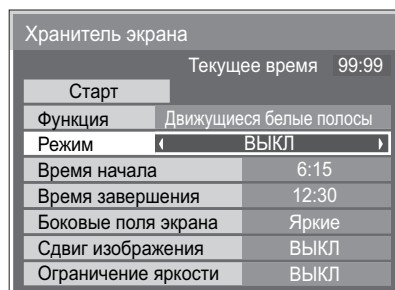 Хранитель экрана
Текущее время 99:99
Старт
Функция Движущиеся белые полосы
Режим ВЫКЛ
Время начала 6:15
Время завершения 12:30
Боковые поля экрана Яркие
Сдвиг изображения ВЫКЛ
Ограничение яркости ВЫКЛ